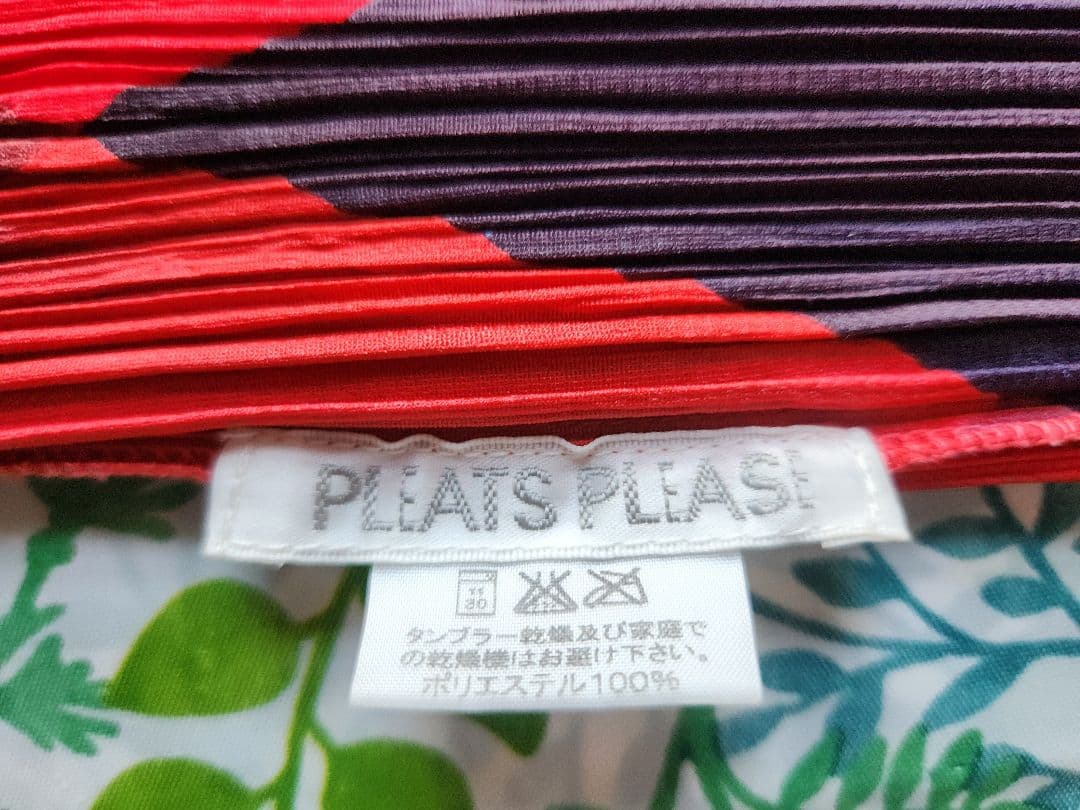 PLEATS PLEASE
30
タンブラー乾燥及び家庭で
の乾燥機はお避け下さい。
ポリエステル100%